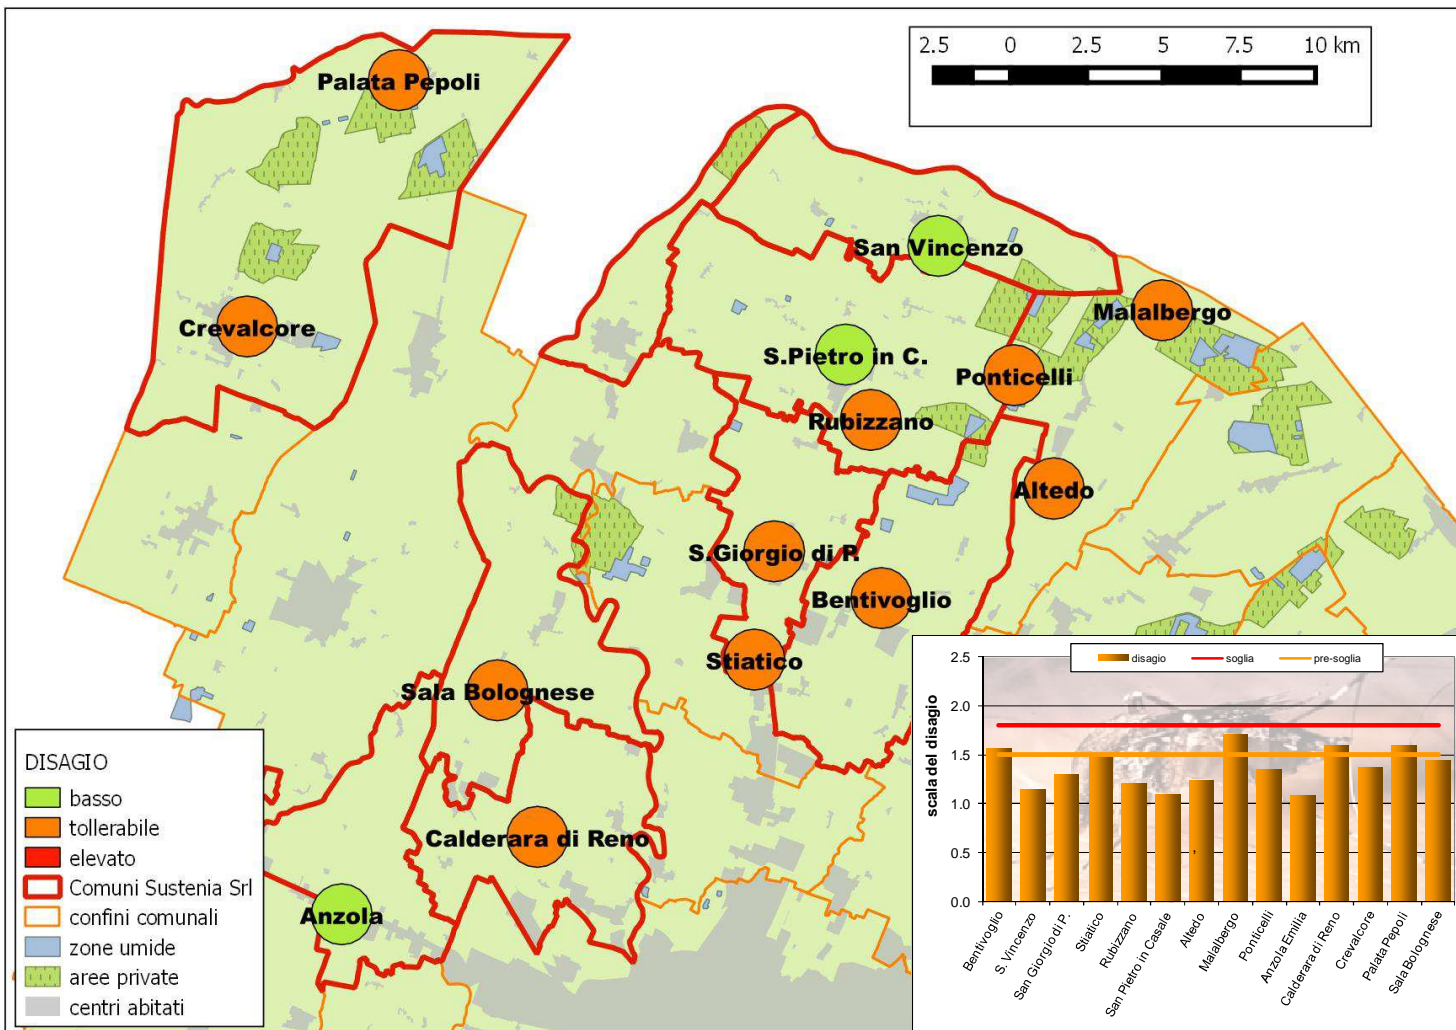 2.5 0 2.5 5 7.5 10 km
Palata Pepoli
San Vincenzo
Malalbergo
Crevalcore
S.Pietro in C.
Ponticelli
Rubizzano
Altedo
S.Giorgio di P.
Bentivoglio
Stiatico
Sala Bolognese
Calderara di Reno
Anzola
DISAGIO
basso
tollerabile
elevato
Comuni Sustenia Srl
confini comunali
zone umide
aree private
centri abitati
disagio soglia pre-soglia
scala del disagio
2.5
2.0
1.5
1.0
0.5
0.0
Bentivoglio
S. Vincenzo
San Giorgio di P.
Stiatico
Rubizzano
San Pietro in Casale
Altedo
Malalbergo
Ponticelli
Anzola Emilia
Calderara di Reno
Crevalcore
Palata Pepoli
Sala Bolognese